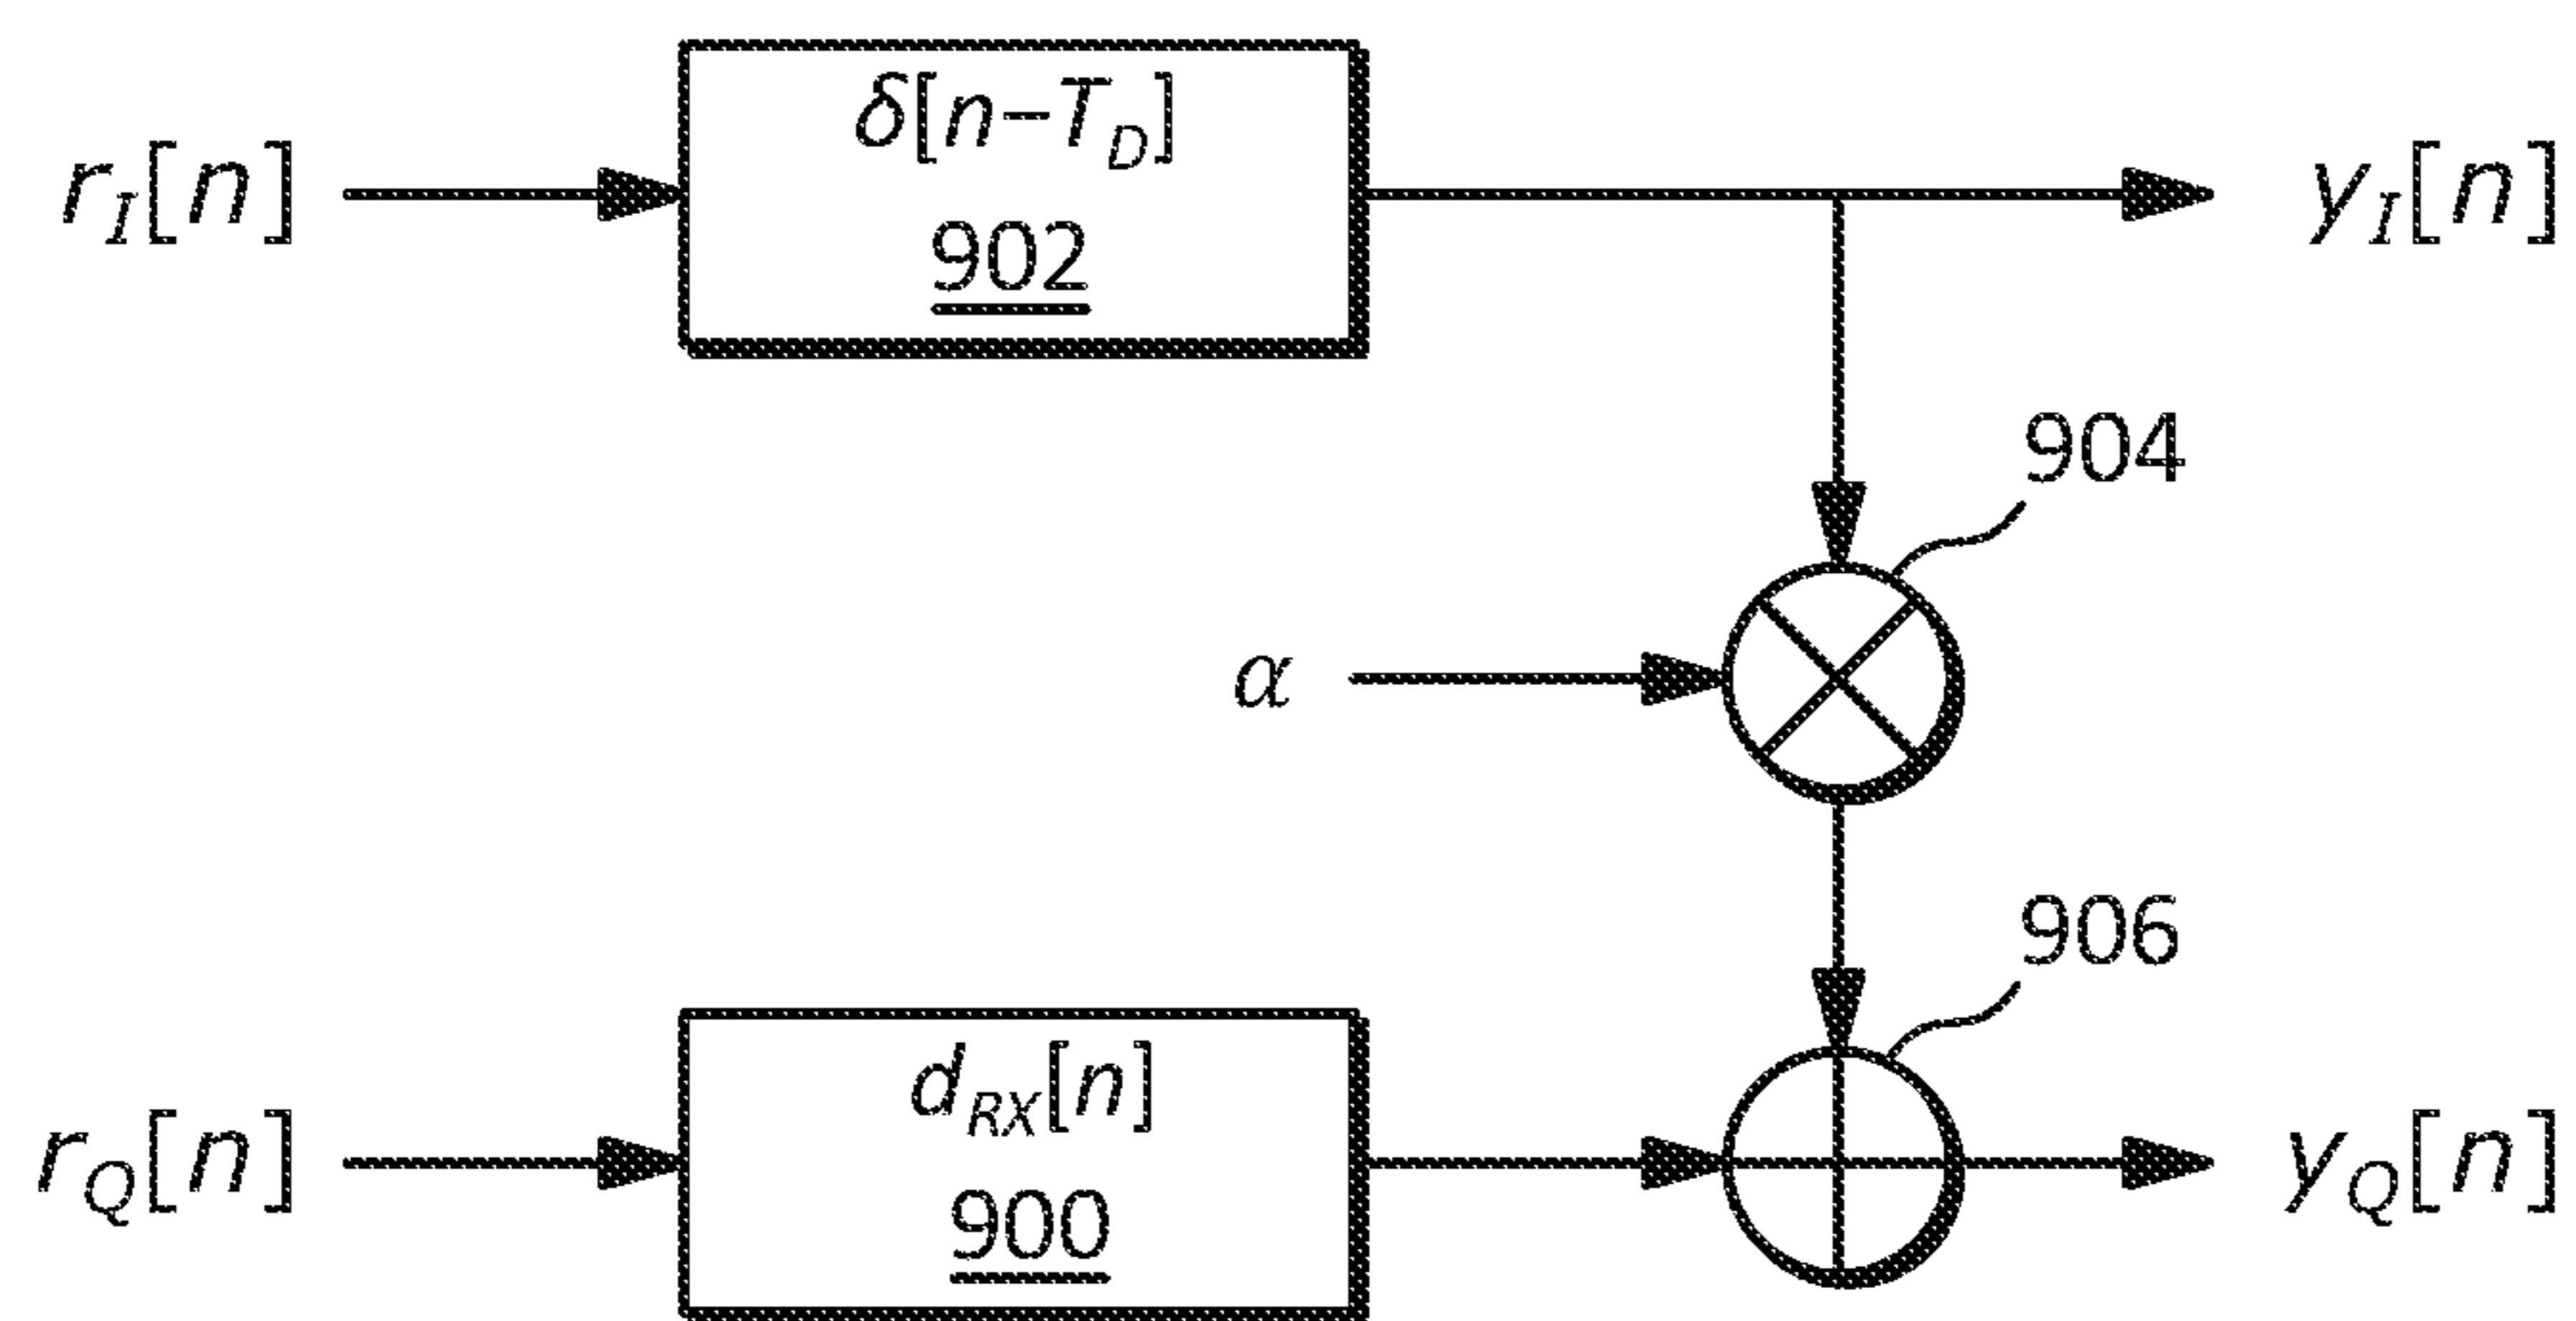 r_I[n]
δ[n–T_D]
902
y_I[n]
904
α
906
r_Q[n]
d_RX[n]
900
y_Q[n]